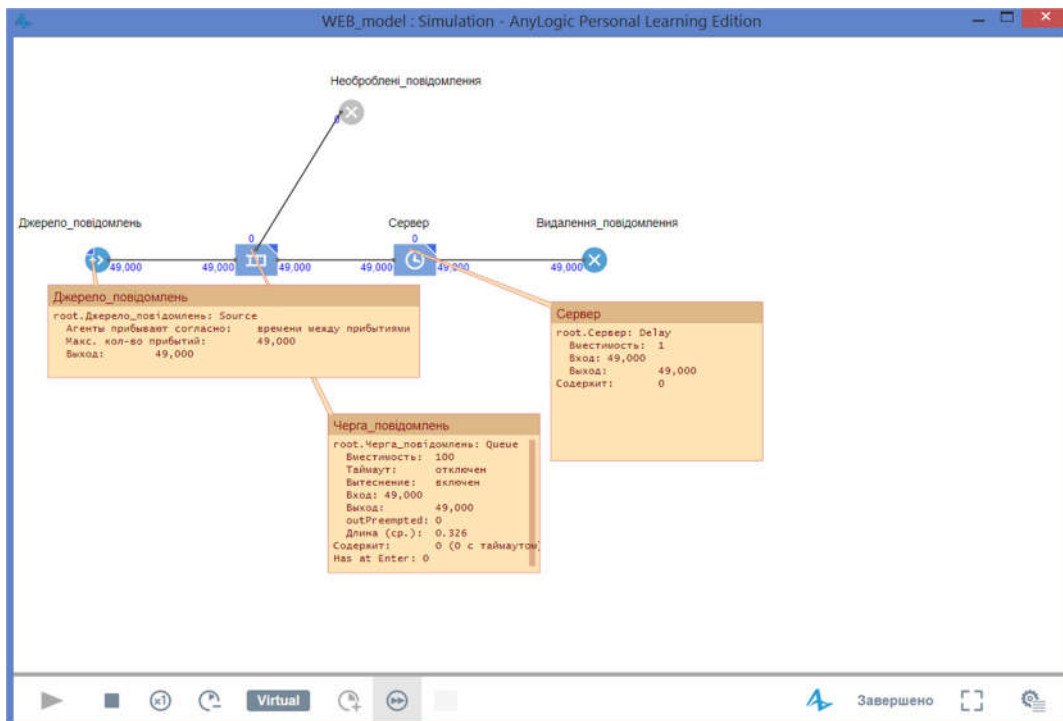 WEB_model : Simulation - AnyLogic Personal Learning Edition
Необроблені_повідомлення
0
Джерело_повідомлень
Сервер
Видалення_повідомлення
0
0
49,000
49,000
49,000
49,000
49,000
49,000
Джерело_повідомлень
root.Джерело_повідомлень: Source
Агенты прибывают согласно: времени между прибытиями
Макс. кол-во прибытий: 49,000
Выход: 49,000
Сервер
root.Сервер: Delay
Вместимость: 1
Вход: 49,000
Выход: 49,000
Содержит: 0
Черга_повідомлень
root.Черга_повідомлень: Queue
Вместимость: 100
Таймаут: отключен
Вытеснение: включен
Вход: 49,000
Выход: 49,000
outPreempted: 0
Длина (ср.): 0.326
Содержит: 0 (0 с таймаутом)
Has at Enter: 0
x1
Virtual
Завершено